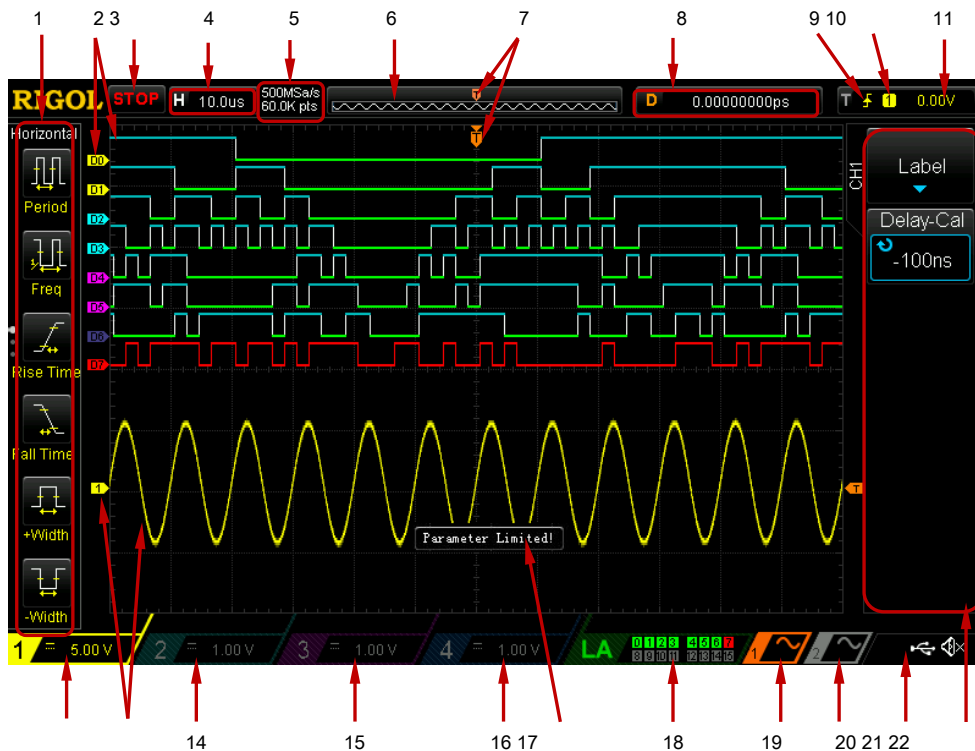 1 2 3 4 5 6 7 8 9 10 11
RIGOL STOP H 10.0us 500MSa/s D 0.00000000ps T 1 0.00V
60.0K pts
T
Horizontal
T
CH1
Label
Delay-Cal
-100ns
Period
Freq
Rise Time
Fall Time
+Width
-Width
D0
D1
D2
D3
D4
D5
D6
D7
1
T
Parameter Limited!
1 5.00 V 2 1.00 V 3 1.00 V 4 1.00 V LA 0 1 2 3 4 5 6 7 1 2
8 9 10 11 12 13 14 15
14 15 16 17 18 19 20 21 22